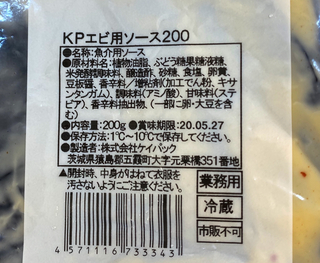 KPエビ用ソース200
●名称:魚介用ソース
●原材料名:植物油脂、ぶどう糖果糖液糖、
米発酵調味料、醸造酢、砂糖、食塩、卵黄、
豆板醤、香辛料/増粘剤(加工でん粉、キ
サンタンガム)、調味料(アミノ酸)、甘味料(ステ
ビア)、香辛料抽出物、(一部に卵・大豆を含
む)
●内容量:200g ●賞味期限:20.05.27
●保存方法:1℃~10℃で保存してください。
●製造者:株式会社ケイパック
茨城県猿島郡五霞町大字元栗橋351番地
▲開封時、中身がはねて衣服を
汚さないようにご注意ください。
業務用
冷蔵
市販不可
4571116733343